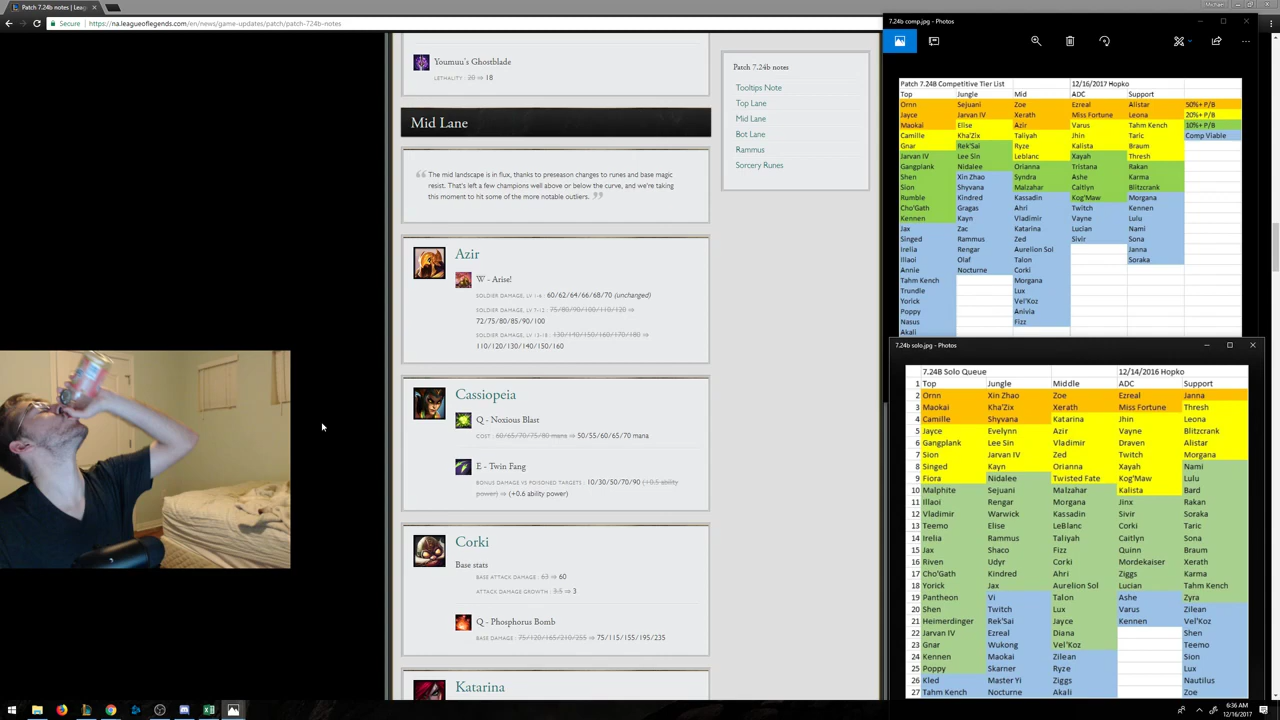 Patch 7.24b notes | Leag
Michael
Secure
https://na.leagueoflegends.com/en/news/game-updates/patch/patch-724b-notes
Youmuu's Ghostblade
LETHALITY : 20 ⇒ 18
Mid Lane
The mid landscape is in flux, thanks to preseason changes to runes and base magic
resist. That's left a few champions well above or below the curve, and we're taking
this moment to hit some of the more notable outliers.
Azir
W - Arise!
SOLDIER DAMAGE, LV 1-6 : 60/62/64/66/68/70 (unchanged)
SOLDIER DAMAGE, LV 7-12 : 75/80/90/100/110/120 ⇒
72/75/80/85/90/100
SOLDIER DAMAGE, LV 13-18 : 130/140/150/160/170/180 ⇒
110/120/130/140/150/160
Cassiopeia
Q - Noxious Blast
COST : 60/65/70/75/80 mana ⇒ 50/55/60/65/70 mana
E - Twin Fang
BONUS DAMAGE VS POISONED TARGETS : 10/30/50/70/90 (+0.5 ability
power) ⇒ (+0.6 ability power)
Corki
Base stats
BASE ATTACK DAMAGE : 63 ⇒ 60
ATTACK DAMAGE GROWTH : 3.5 ⇒ 3
Q - Phosphorus Bomb
BASE DAMAGE : 75/120/165/210/255 ⇒ 75/115/155/195/235
Katarina
Patch 7.24b notes
Tooltips Note
Top Lane
Mid Lane
Bot Lane
Rammus
Sorcery Runes
7.24b comp.jpg - Photos
Patch 7.24B Competitive Tier List 12/16/2017 Hopko
Top Jungle Mid ADC Support
Ornn Sejuani Zoe Ezreal Alistar 50%+ P/B
Jayce Jarvan IV Xerath Miss Fortune Leona 20%+ P/B
Maokai Elise Azir Varus Tahm Kench 10%+ P/B
Camille Kha'Zix Taliyah Jhin Taric Comp Viable
Gnar Rek'Sai Ryze Kalista Braum
Jarvan IV Lee Sin Leblanc Xayah Thresh
Gangplank Nidalee Orianna Tristana Rakan
Shen Xin Zhao Syndra Ashe Karma
Sion Shyvana Malzahar Caitlyn Blitzcrank
Rumble Kindred Kassadin Kog'Maw Morgana
Cho'Gath Gragas Ahri Twitch Kennen
Kennen Kayn Vladimir Vayne Lulu
Jax Zac Katarina Lucian Nami
Singed Rammus Zed Sivir Sona
Irelia Rengar Aurelion Sol Janna
Illaoi Olaf Talon Soraka
Annie Nocturne Corki
Tahm Kench Morgana
Trundle Lux
Yorick Vel'Koz
Poppy Anivia
Nasus Fizz
Akali
7.24b solo.jpg - Photos
7.24B Solo Queue 12/14/2016 Hopko
1 Top Jungle Middle ADC Support
2 Ornn Xin Zhao Zoe Ezreal Janna
3 Maokai Kha'Zix Xerath Miss Fortune Thresh
4 Camille Shyvana Katarina Jhin Leona
5 Jayce Evelynn Azir Vayne Blitzcrank
6 Gangplank Lee Sin Vladimir Draven Alistar
7 Sion Jarvan IV Zed Twitch Morgana
8 Singed Kayn Orianna Xayah Nami
9 Fiora Nidalee Twisted Fate Kog'Maw Lulu
10 Malphite Sejuani Malzahar Kalista Bard
11 Illaoi Rengar Morgana Jinx Rakan
12 Vladimir Warwick Kassadin Sivir Soraka
13 Teemo Elise LeBlanc Corki Taric
14 Irelia Rammus Taliyah Caitlyn Sona
15 Jax Shaco Fizz Quinn Braum
16 Riven Udyr Corki Mordekaiser Xerath
17 Cho'Gath Kindred Ahri Ziggs Karma
18 Yorick Jax Aurelion Sol Lucian Tahm Kench
19 Pantheon Vi Talon Ashe Zyra
20 Shen Twitch Lux Varus Zilean
21 Heimerdinger Rek'Sai Jayce Kennen Vel'Koz
22 Jarvan IV Ezreal Diana Shen
23 Gnar Wukong Vel'Koz Teemo
24 Kennen Maokai Zilean Sion
25 Poppy Skarner Ryze Lux
26 Kled Master Yi Ziggs Nautilus
27 Tahm Kench Nocturne Akali Zoe
6:36 AM
12/16/2017